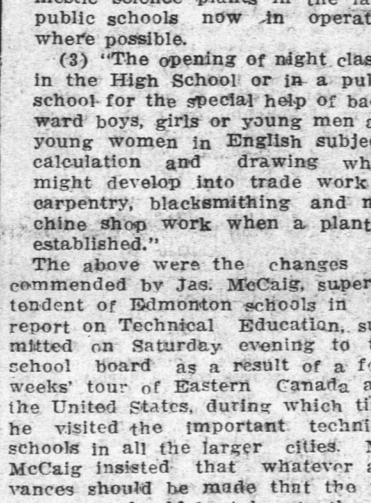 mestic science plants in the
public schools now in operat
where possible.
(3) "The opening of night clas
in the High School or in a pu
school for the special help of ba
ward boys, girls or young men a
young women in English subje
calculation and drawing wh
might develop into trade work
carpentry, blacksmithing and m
chine shop work when a plant
established."
The above were the changes
commended by Jas. McCaig, super
tendent of Edmonton schools in
report on Technical Education, su
mitted on Saturday evening to t
school board as a result of a f
weeks' tour of Eastern Canada a
the United States, during which ti
he visited the important techni
schools in all the larger cities. M
McCaig insisted that whatever a
vances should be made that the